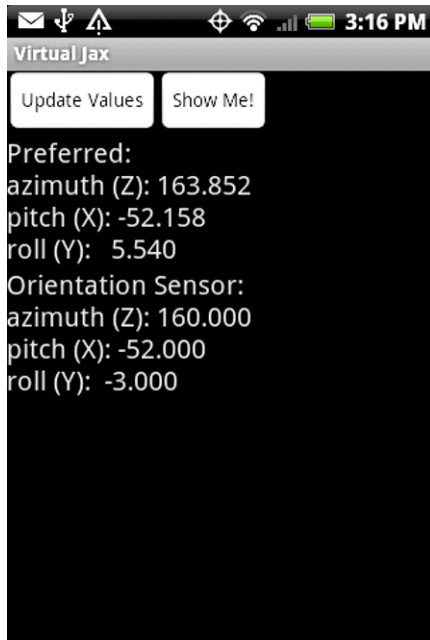 3:16 PM
Virtual Jax
Update Values Show Me!
Preferred:
azimuth (Z): 163.852
pitch (X): -52.158
roll (Y): 5.540
Orientation Sensor:
azimuth (Z): 160.000
pitch (X): -52.000
roll (Y): -3.000